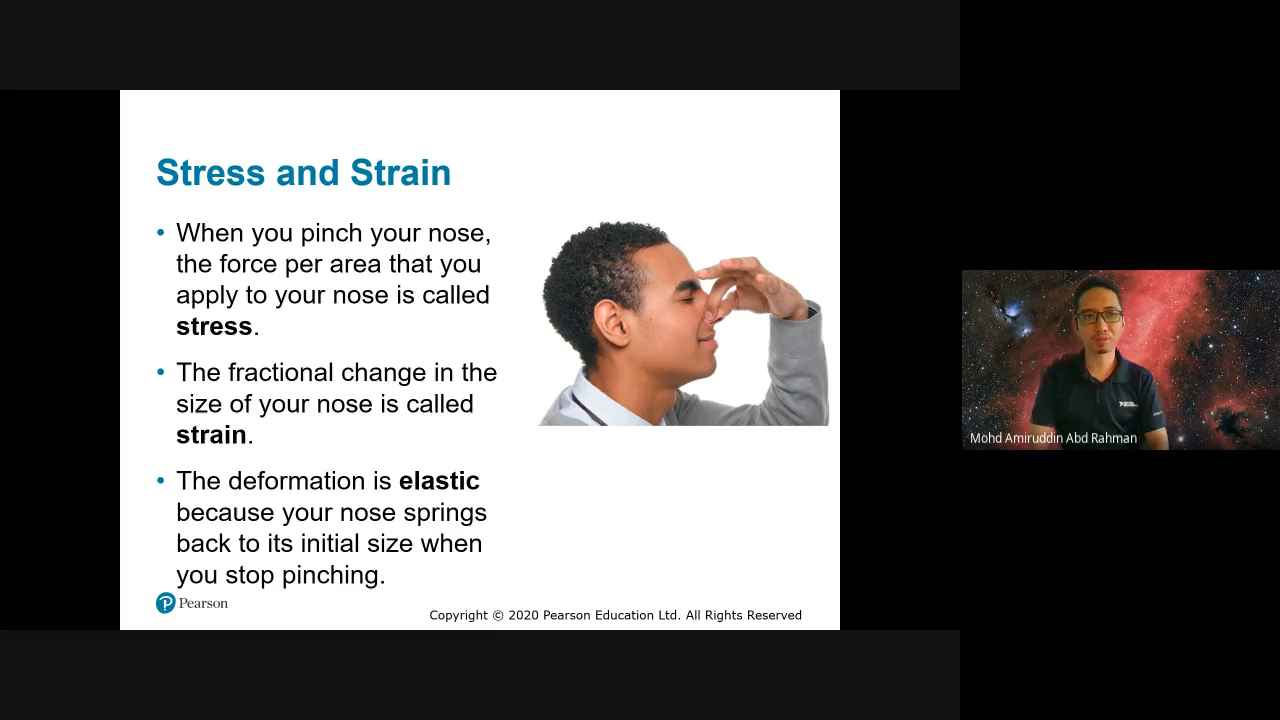 Stress and Strain
• When you pinch your nose,
the force per area that you
apply to your nose is called
stress.
• The fractional change in the
size of your nose is called
strain.
• The deformation is elastic
because your nose springs
back to its initial size when
you stop pinching.
Pearson
Copyright © 2020 Pearson Education Ltd. All Rights Reserved
Mohd Amiruddin Abd Rahman